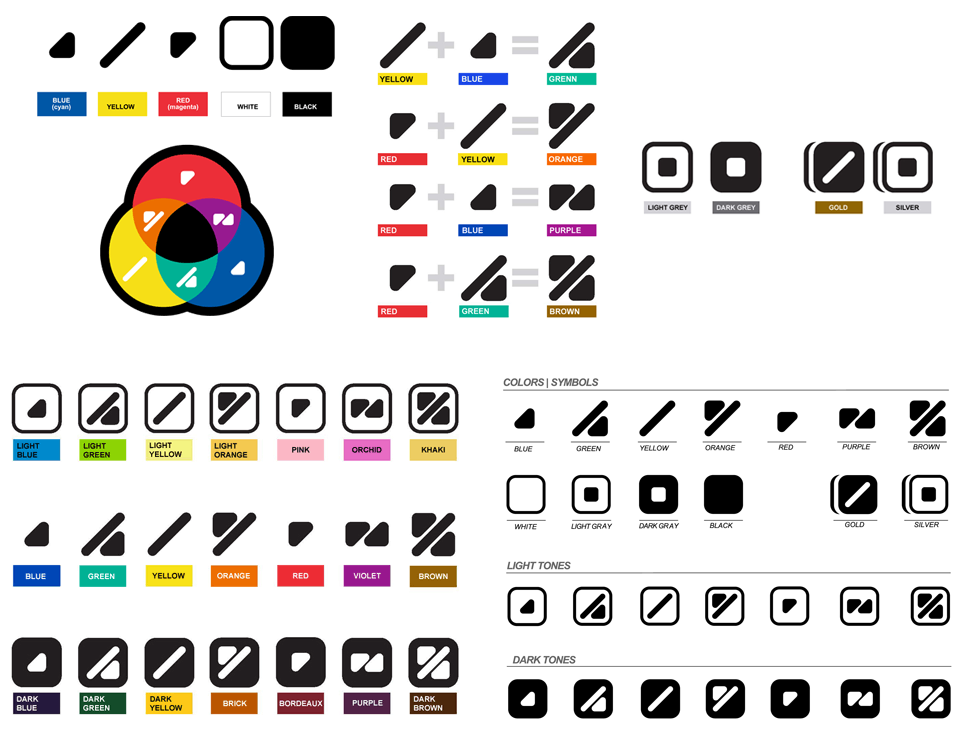 BLUE
(cyan)
YELLOW
RED
(magenta)
WHITE
BLACK
YELLOW
BLUE
GRENN
RED
YELLOW
ORANGE
RED
BLUE
PURPLE
RED
GREEN
BROWN
LIGHT GREY
DARK GREY
GOLD
SILVER
LIGHT
BLUE
LIGHT
GREEN
LIGHT
YELLOW
LIGHT
ORANGE
PINK
ORCHID
KHAKI
BLUE
GREEN
YELLOW
ORANGE
RED
VIOLET
BROWN
DARK
BLUE
DARK
GREEN
DARK
YELLOW
BRICK
BORDEAUX
PURPLE
DARK
BROWN
COLORS | SYMBOLS
BLUE
GREEN
YELLOW
ORANGE
RED
PURPLE
BROWN
WHITE
LIGHT GRAY
DARK GRAY
BLACK
GOLD
SILVER
LIGHT TONES
DARK TONES